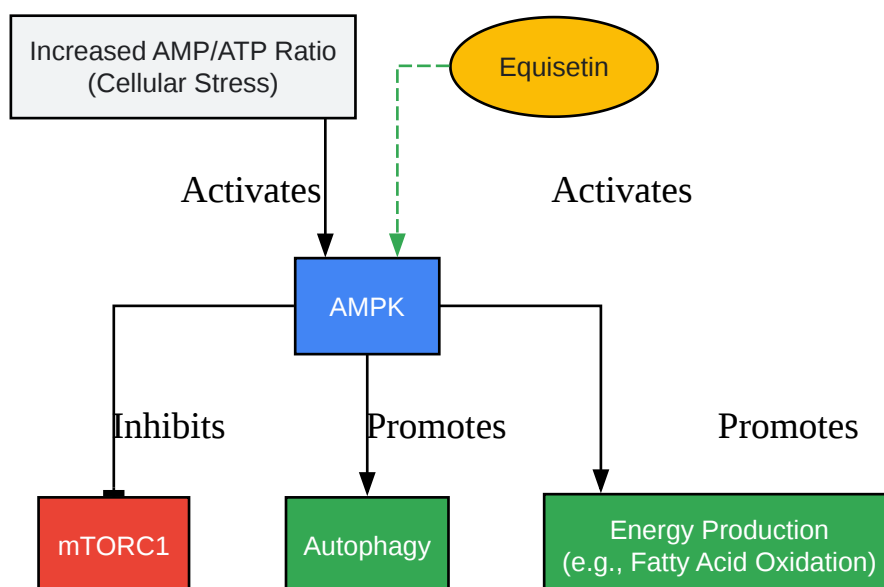 Increased AMP/ATP Ratio
(Cellular Stress)
Equisetin
Activates
Activates
AMPK
Inhibits
Promotes
Promotes
mTORC1
Autophagy
Energy Production
(e.g., Fatty Acid Oxidation)